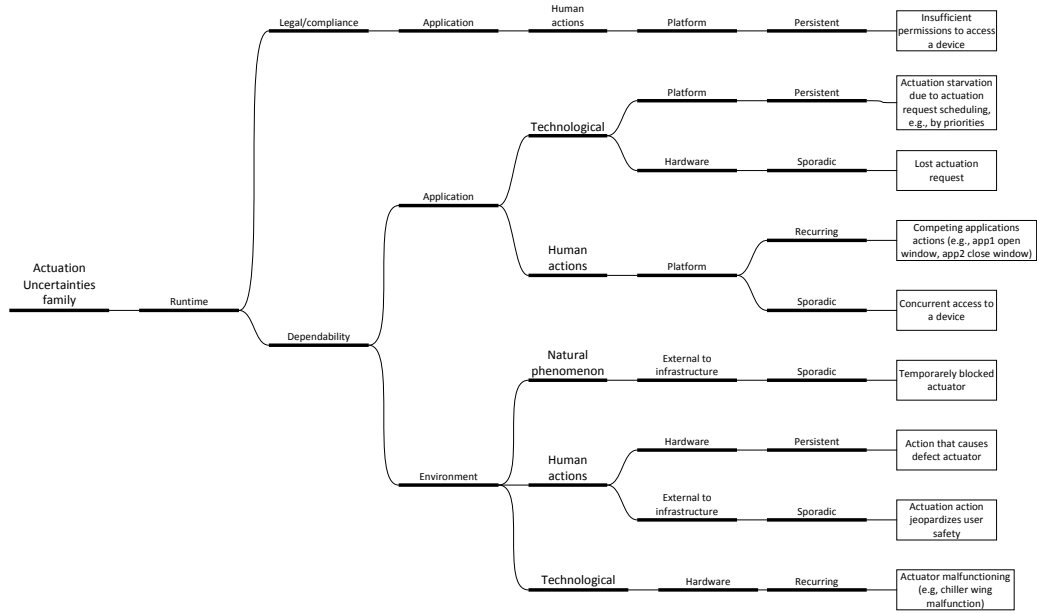 Legal/compliance
Application
Human
actions
Platform
Persistent
Insufficient
permissions to access
a device
Platform
Persistent
Actuation starvation
due to actuation
request scheduling,
e.g., by priorities
Technological
Hardware
Sporadic
Lost actuation
request
Application
Human
actions
Platform
Recurring
Competing applications
actions (e.g., app1 open
window, app2 close window)
Sporadic
Concurrent access to
a device
Actuation
Uncertainties
family
Runtime
Dependability
Natural
phenomenon
External to
infrastructure
Sporadic
Temporarely blocked
actuator
Environment
Human
actions
Hardware
Persistent
Action that causes
defect actuator
External to
infrastructure
Sporadic
Actuation action
jeopardizes user
safety
Technological
Hardware
Recurring
Actuator malfunctioning
(e.g, chiller wing
malfunction)